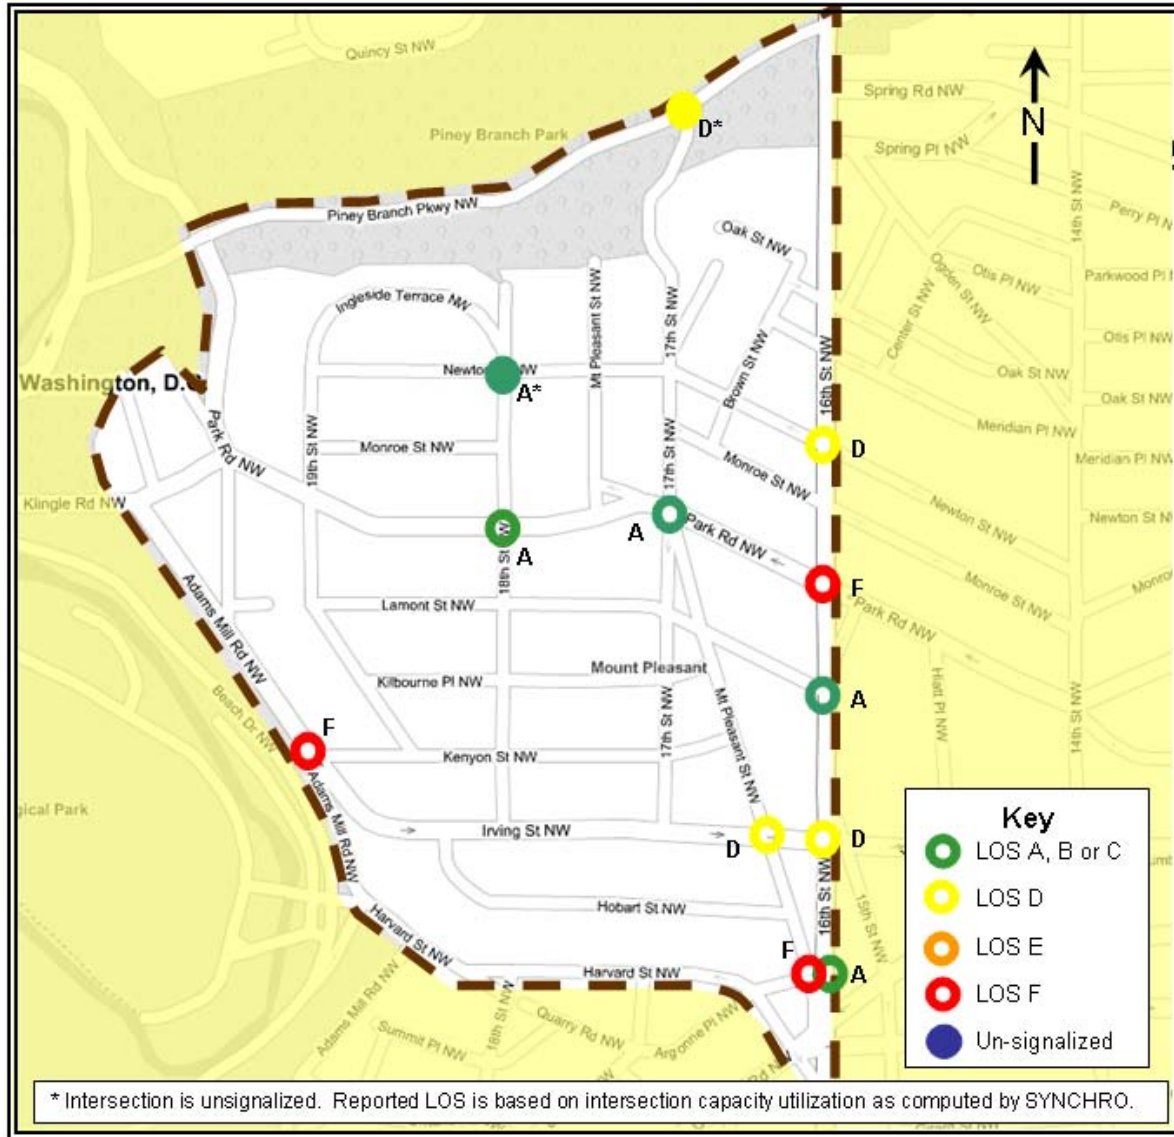 Quincy St NW
Spring Rd NW
N
D*
Piney Branch Park
Spring Pl NW
14th St NW
Perry Pl N
Piney Branch Pkwy NW
Oak St NW
Ogden St NW
Otis Pl NW
Parkwood Pl
Center St NW
Ingleside Terrace NW
Mt Pleasant St NW
17th St NW
Brown St NW
16th St NW
Otis Pl NW
Newton
NW
Oak St NW
Washington, D.C.
A*
Oak St NW
Meridian Pl NW
Park Rd NW
19th St NW
Monroe St NW
17th St NW
Monroe St NW
D
Meridian Pl NW
Klingle Rd NW
Newton St NW
Newton St N
A
A
Park Rd NW
18th St NW
F
Monroe St NW
Monroe
Adams Mill Rd NW
Lamont St NW
Park Rd NW
Mount Pleasant
Kilbourne Pl NW
Mt Pleasant St NW
A
Hiatt Pl NW
14th St NW
Beach Dr NW
F
17th St NW
Kenyon St NW
gical Park
Adams Mill Rd NW
Irving St NW
D
D
16th St NW
15th St NW
Hobart St NW
Harvard St NW
Harvard St NW
F
A
Adams Mill Rd NW
18th St NW
Quarry Rd NW
Summit Pl NW
Argonne Pl NW
Rd NW
Key
LOS A, B or C
LOS D
LOS E
LOS F
Un-signalized
* Intersection is unsignalized. Reported LOS is based on intersection capacity utilization as computed by SYNCHRO.